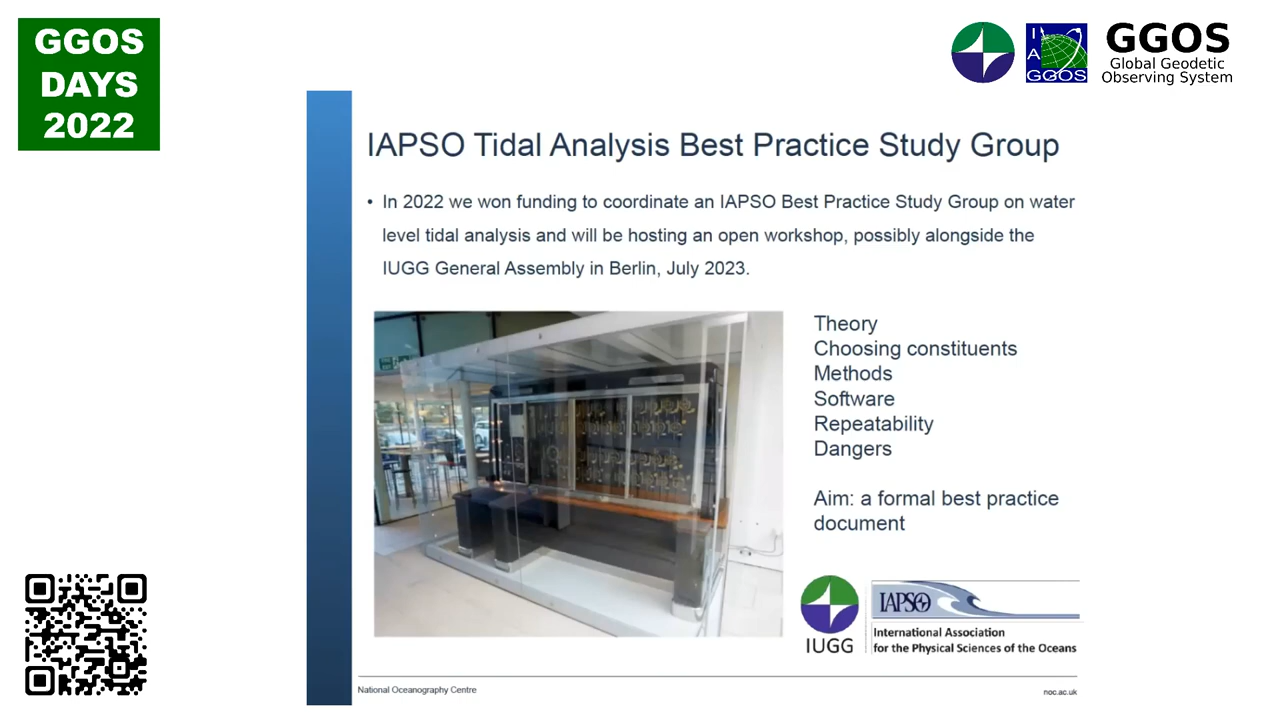 GGOS
DAYS
2022
I
A
GGOS
GGOS
Global Geodetic
Observing System
IAPSO Tidal Analysis Best Practice Study Group
• In 2022 we won funding to coordinate an IAPSO Best Practice Study Group on water
level tidal analysis and will be hosting an open workshop, possibly alongside the
IUGG General Assembly in Berlin, July 2023.
Theory
Choosing constituents
Methods
Software
Repeatability
Dangers
Aim: a formal best practice
document
IUGG
IAPSO
International Association
for the Physical Sciences of the Oceans
National Oceanography Centre
noc.ac.uk